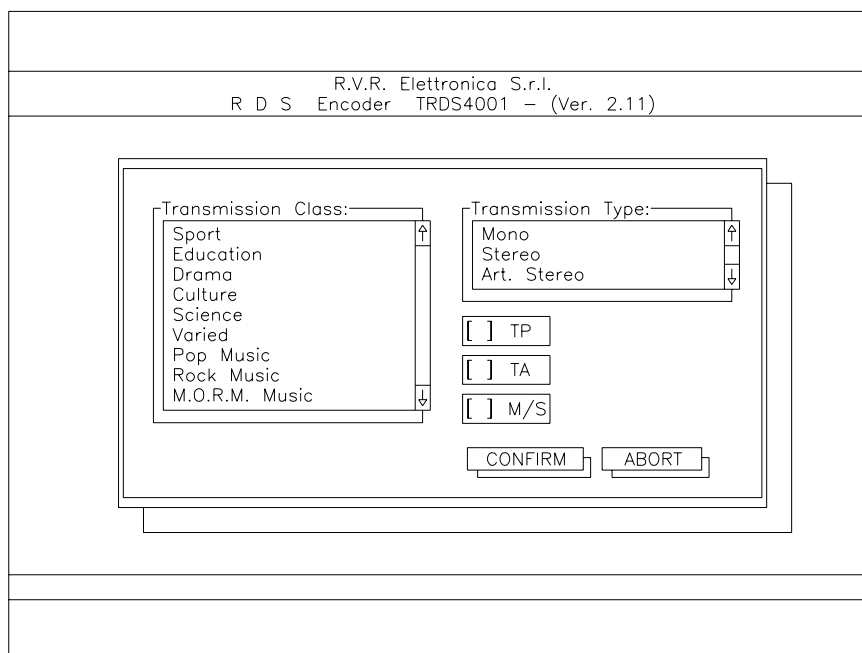 R.V.R. Elettronica S.r.l.
R D S Encoder TRDS4001 – (Ver. 2.11)
Transmission Class:
Sport
Education
Drama
Culture
Science
Varied
Pop Music
Rock Music
M.O.R.M. Music
Transmission Type:
Mono
Stereo
Art. Stereo
[ ] TP
[ ] TA
[ ] M/S
CONFIRM
ABORT